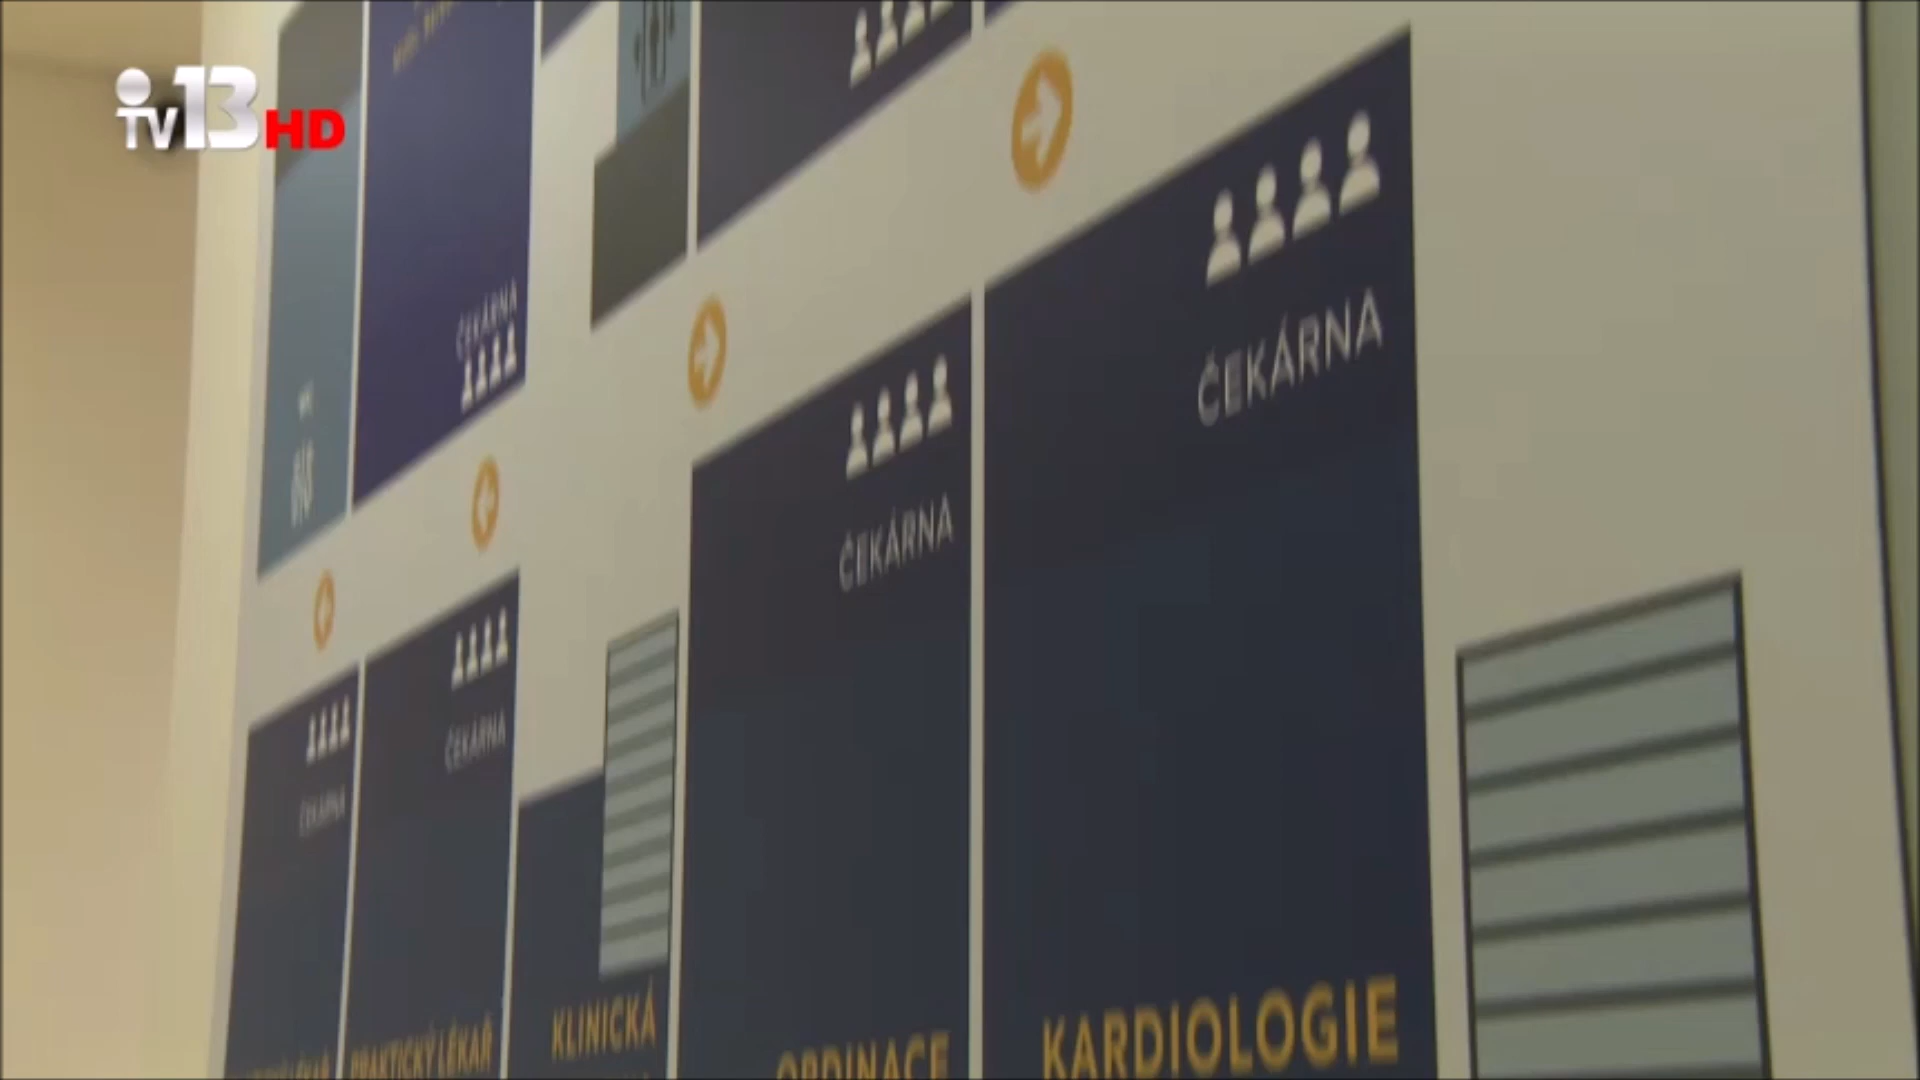 TV13HD
ČEKÁRNA
ČEKÁRNA
ČEKÁRNA
ČEKÁRNA
ČEKÁRNA
PRAKTICKÝ LÉKAŘ
KLINICKÁ
ORDINACE
KARDIOLOGIE